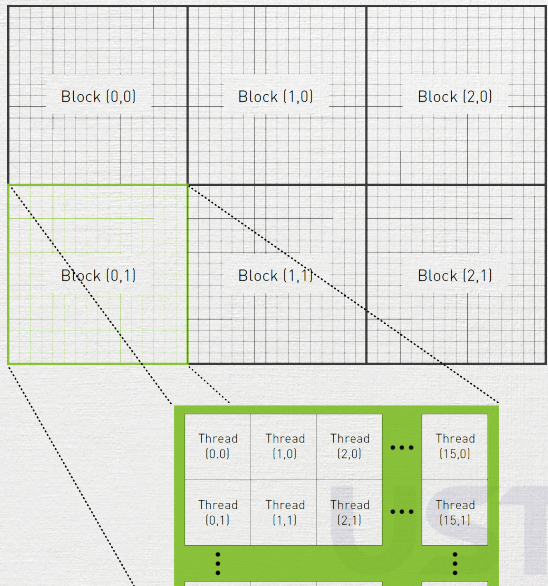 Block (0,0)
Block (1,0)
Block (2,0)
Block (0,1)
Block (1,1)
Block (2,1)
Thread
(0.0)
Thread
(1,0)
Thread
(2,0)
Thread
(15,0)
Thread
(0,1)
Thread
(1,1)
Thread
(2,1)
Thread
(15,1)